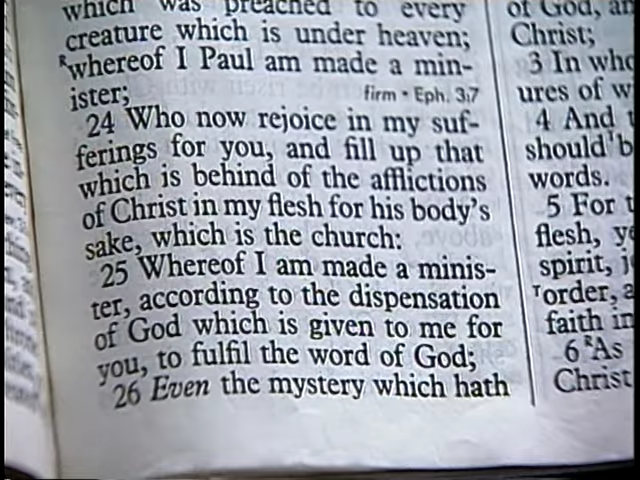 which was preached to every
creature which is under heaven;
R whereof I Paul am made a min-
ister; firm • Eph. 3:7
24 Who now rejoice in my suf-
ferings for you, and fill up that
which is behind of the afflictions
of Christ in my flesh for his body's
sake, which is the church:
25 Whereof I am made a minis-
ter, according to the dispensation
of God which is given to me for
you, to fulfil the word of God;
26 Even the mystery which hath
of God,
Christ;
3 In
ures of
4 And
should
words.
5 For
flesh,
spirit,
T order,
faith in
6 R As
Christ